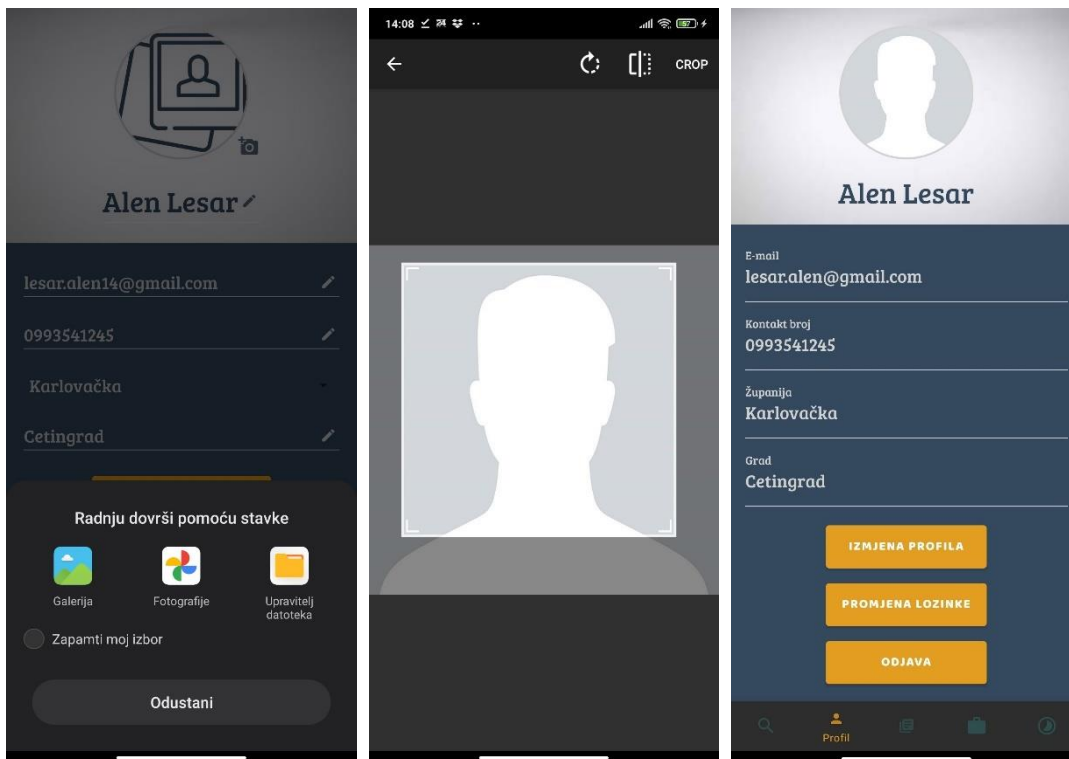 Alen Lesar
lesar.alen14@gmail.com
0993541245
Karlovačka
Cetingrad
Radnju dovrši pomoću stavke
Galerija
Fotografije
Upravitelj
datoteka
Zapamti moj izbor
Odustani
14:08
57
CROP
Alen Lesar
E-mail
lesar.alen@gmail.com
Kontakt broj
0993541245
Županija
Karlovačka
Grad
Cetingrad
IZMJENA PROFILA
PROMJENA LOZINKE
ODJAVA
Profil